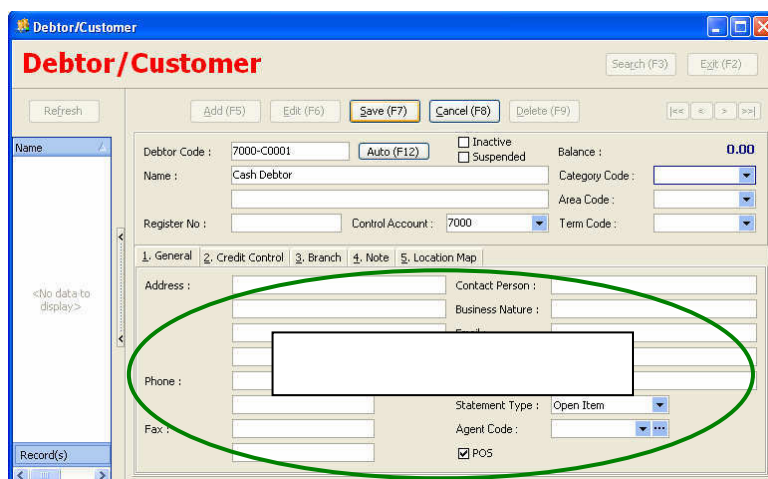 Debtor/Customer
Debtor/Customer
Search (F3) Exit (F2)
Refresh Add (F5) Edit (F6) Save (F7) Cancel (F8) Delete (F9) |<< < > >>|
Name
Debtor Code : 7000-C0001 Auto (F12) Inactive Balance : 0.00
Suspended
Name : Cash Debtor Category Code :
Area Code :
Register No : Control Account : 7000 Term Code :
1. General 2. Credit Control 3. Branch 4. Note 5. Location Map
Address : Contact Person :
<No data to
display>
Business Nature :
Phone :
Statement Type : Open Item
Fax : Agent Code :
POS
Record(s)